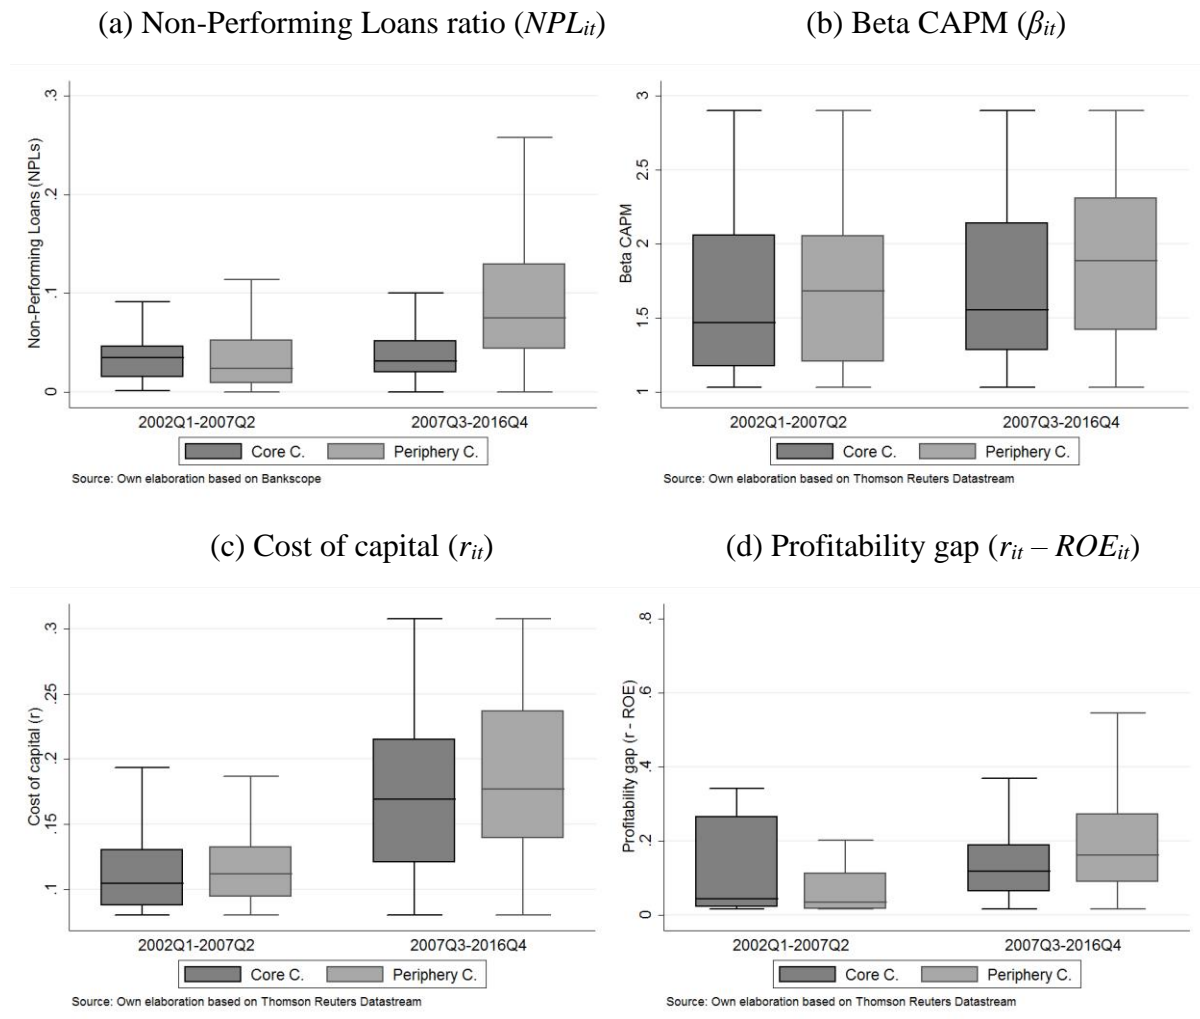 (a) Non-Performing Loans ratio (NPLit)
(b) Beta CAPM (βit)
Non-Performing Loans (NPLs)
.3
.2
.1
0
2002Q1-2007Q2
2007Q3-2016Q4
Core C.
Periphery C.
Source: Own elaboration based on Bankscope
Beta CAPM
3
2.5
2
1.5
1
2002Q1-2007Q2
2007Q3-2016Q4
Core C.
Periphery C.
Source: Own elaboration based on Thomson Reuters Datastream
(c) Cost of capital (rit)
(d) Profitability gap (rit – ROEit)
Cost of capital (r)
.3
.25
.2
.15
.1
2002Q1-2007Q2
2007Q3-2016Q4
Core C.
Periphery C.
Source: Own elaboration based on Thomson Reuters Datastream
Profitability gap (r - ROE)
.8
.6
.4
.2
0
2002Q1-2007Q2
2007Q3-2016Q4
Core C.
Periphery C.
Source: Own elaboration based on Thomson Reuters Datastream